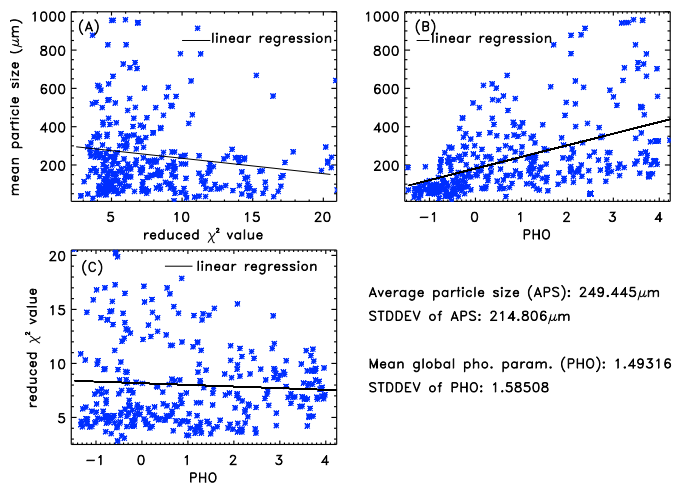 (A)
linear regression
1000
800
600
400
200
mean particle size (μm)
5 10 15 20
reduced χ² value
(B)
linear regression
1000
800
600
400
200
−1 0 1 2 3 4
PHO
(C)
linear regression
20
15
10
5
reduced χ² value
−1 0 1 2 3 4
PHO
Average particle size (APS): 249.445μm
STDDEV of APS: 214.806μm
Mean global pho. param. (PHO): 1.49316
STDDEV of PHO: 1.58508